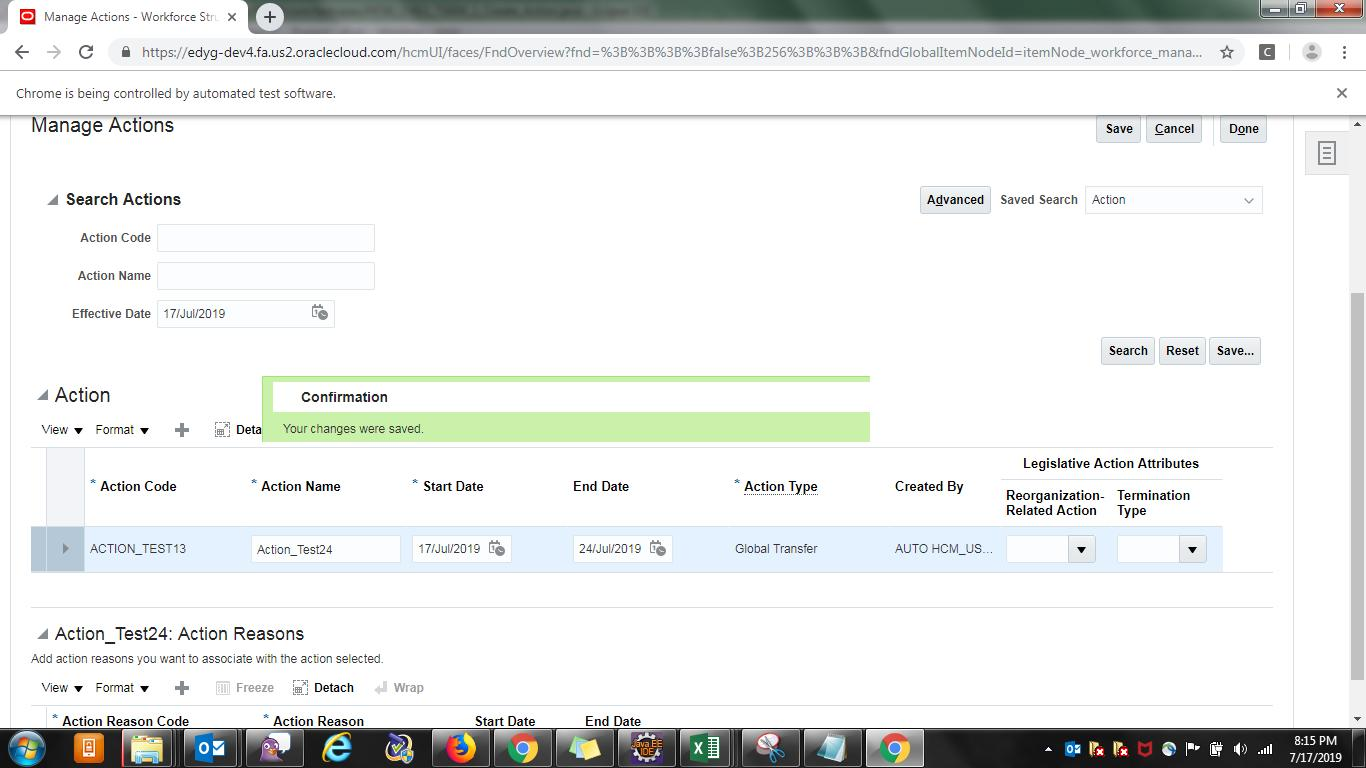 Manage Actions - Workforce Stru
https://edyg-dev4.fa.us2.oraclecloud.com/hcmUI/faces/FndOverview?fnd=%3B%3B%3B%3Bfalse%3B256%3B%3B%3B&fndGlobalItemNodeId=itemNode_workforce_mana...
Chrome is being controlled by automated test software.
Manage Actions
Save Cancel Done
Search Actions
Advanced Saved Search Action
Action Code
Action Name
Effective Date 17/Jul/2019
Search Reset Save...
Action
Confirmation
View Format Deta
Your changes were saved.
Legislative Action Attributes
* Action Code * Action Name * Start Date End Date * Action Type Created By
Reorganization-Related Action Termination Type
ACTION_TEST13 Action_Test24 17/Jul/2019 24/Jul/2019 Global Transfer AUTO HCM_US...
Action_Test24: Action Reasons
Add action reasons you want to associate with the action selected.
View Format Freeze Detach Wrap
* Action Reason Code * Action Reason Start Date End Date
8:15 PM
7/17/2019